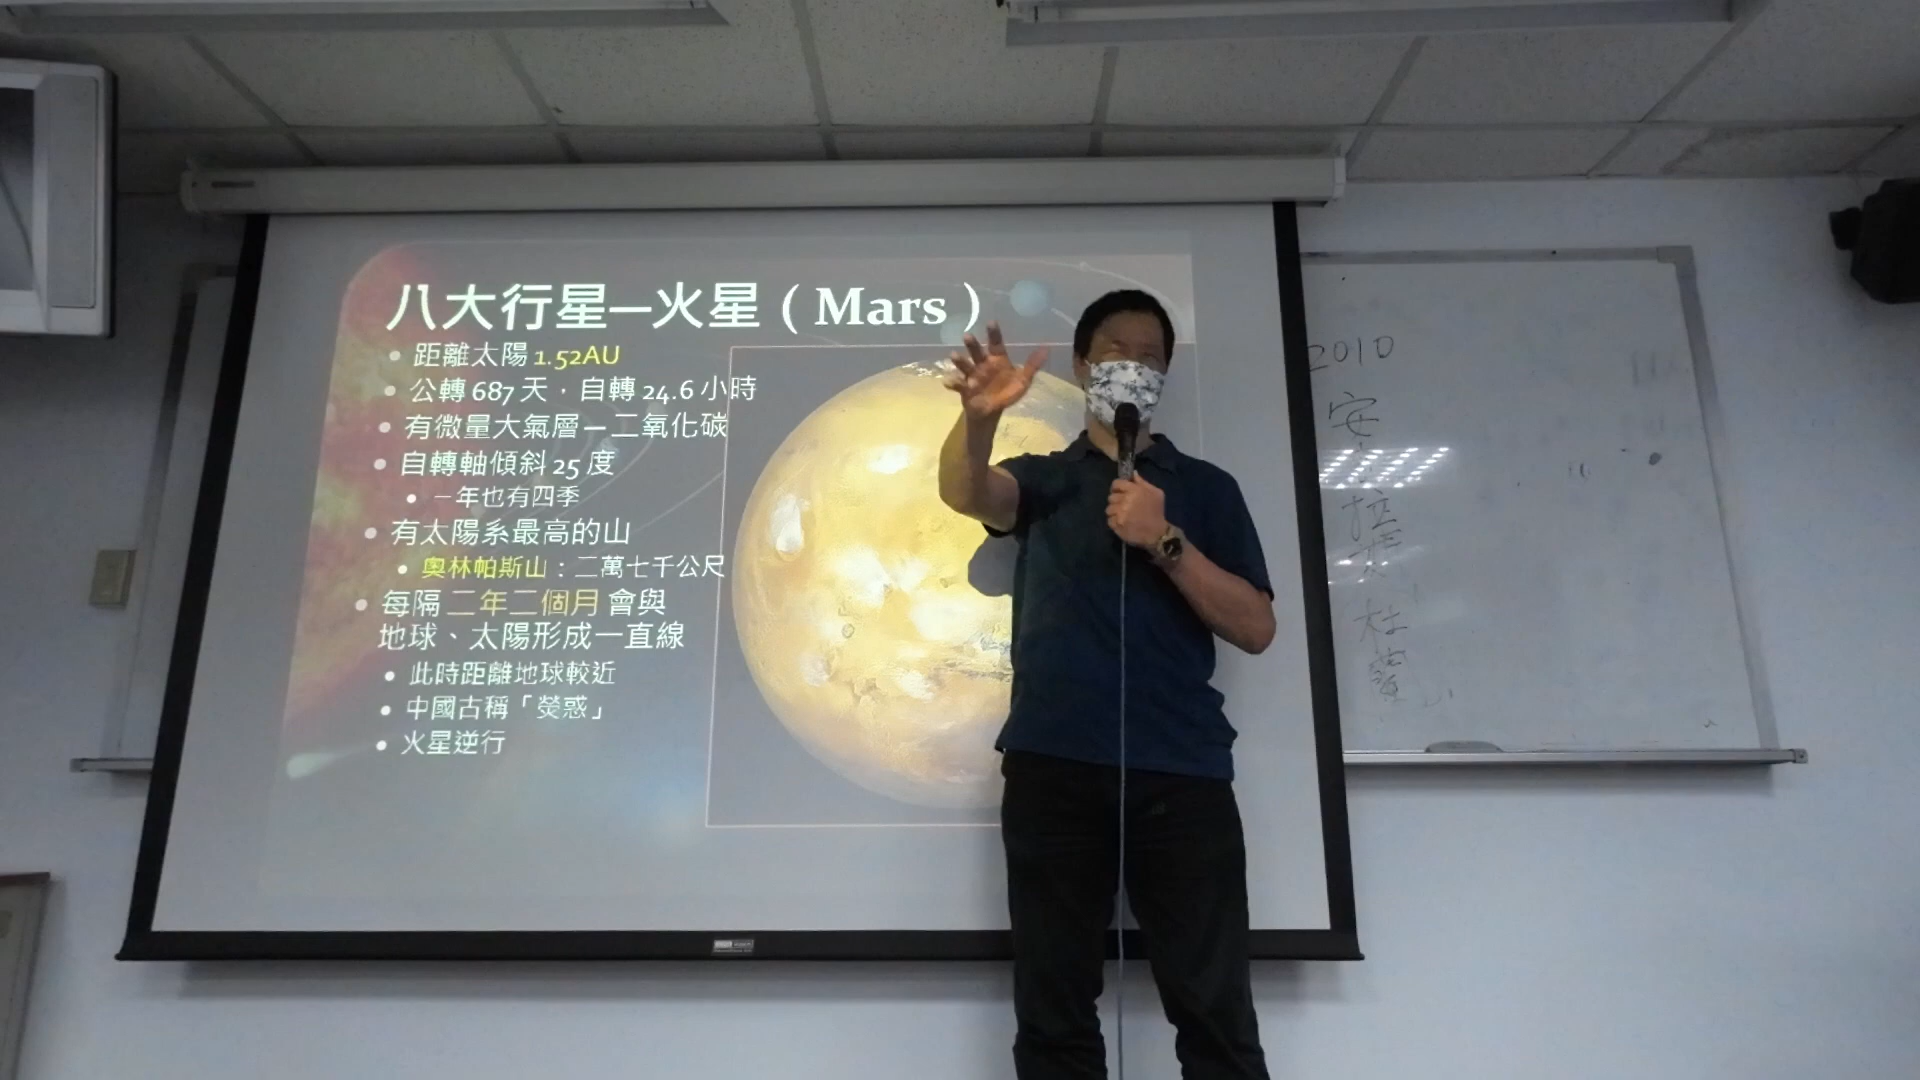 八大行星—火星（Mars）
距離太陽 1.52AU
公轉 687 天，自轉 24.6 小時
有微量大氣層 — 二氧化碳
自轉軸傾斜 25 度
一年也有四季
有太陽系最高的山
奧林帕斯山：二萬七千公尺
每隔 二年二個月 會與
地球、太陽形成一直線
此時距離地球較近
中國古稱「熒惑」
火星逆行
2010
安
拉
杜